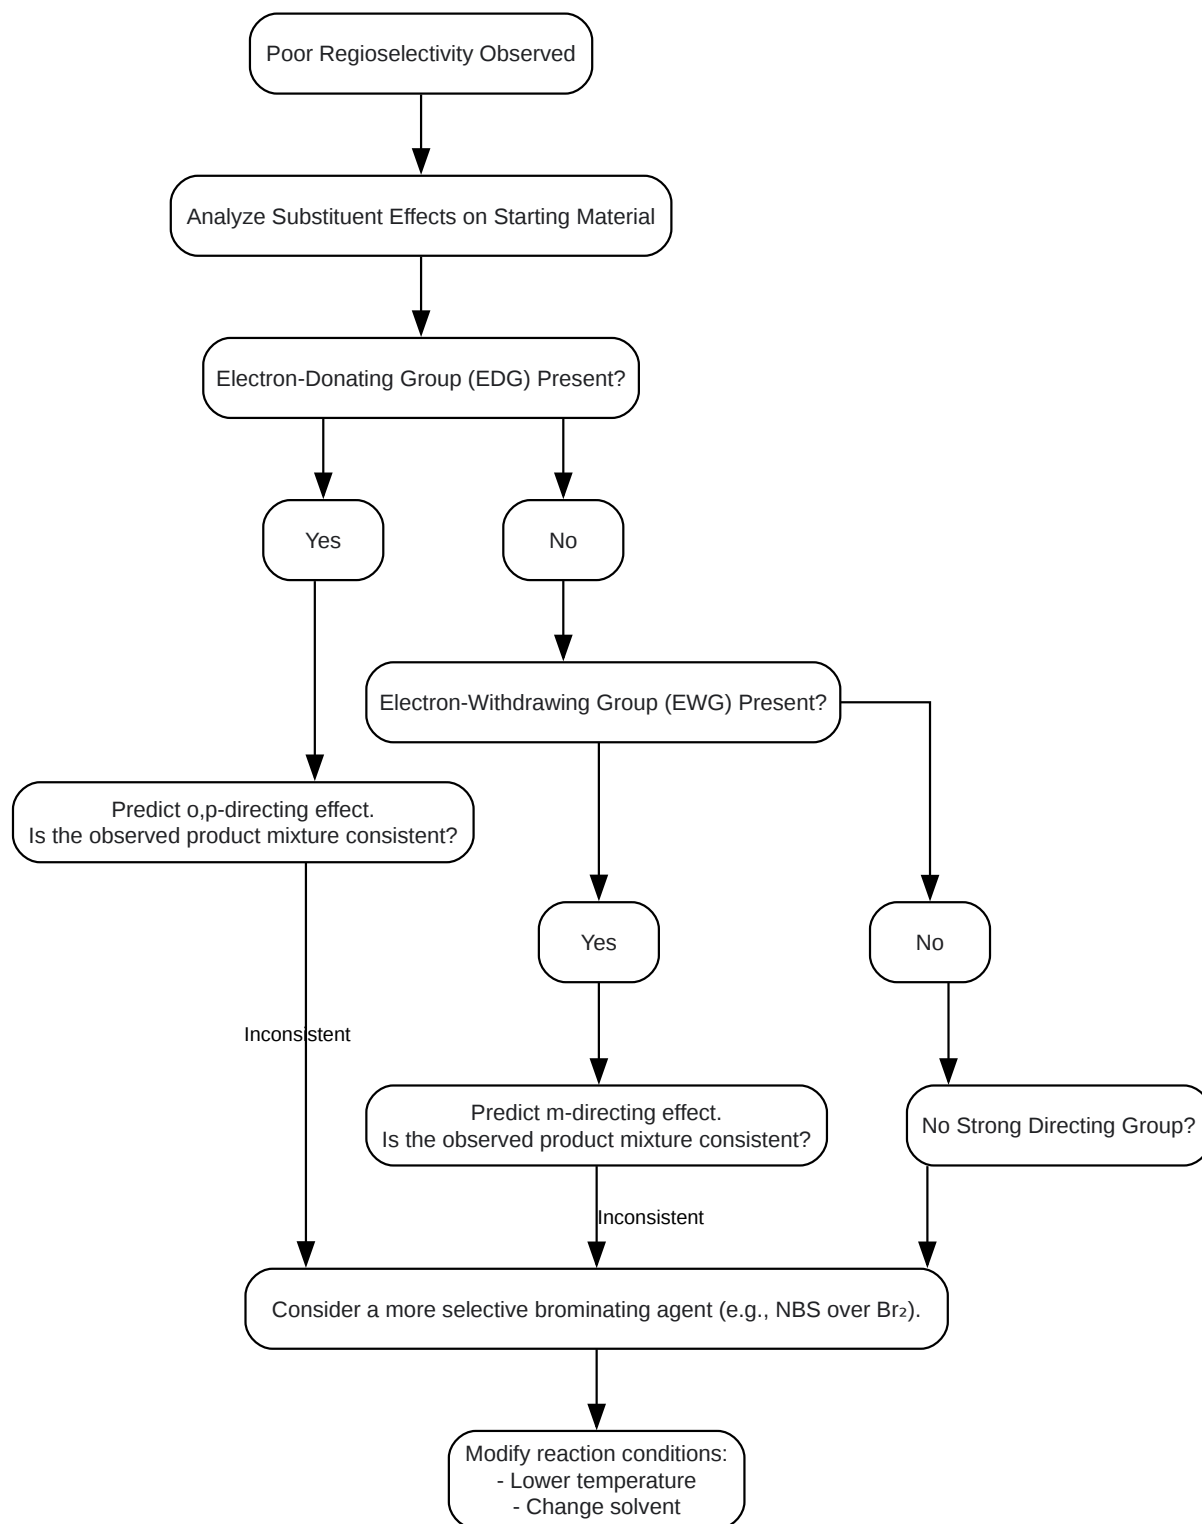 Poor Regioselectivity Observed
Analyze Substituent Effects on Starting Material
Electron-Donating Group (EDG) Present?
Yes
No
Electron-Withdrawing Group (EWG) Present?
Predict o,p-directing effect.
Is the observed product mixture consistent?
Yes
No
Inconsistent
Predict m-directing effect.
Is the observed product mixture consistent?
No Strong Directing Group?
Inconsistent
Consider a more selective brominating agent (e.g., NBS over Br₂).
Modify reaction conditions:
- Lower temperature
- Change solvent